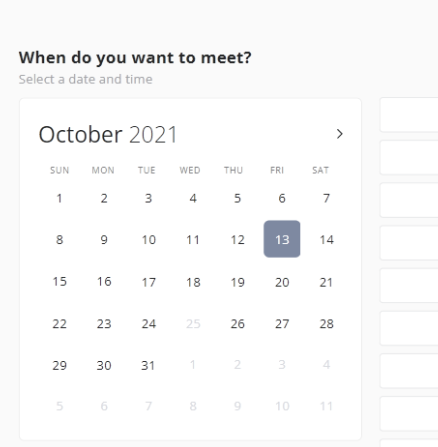 When do you want to meet?
Select a date and time
October 2021
SUN MON TUE WED THU FRI SAT
1 2 3 4 5 6 7
8 9 10 11 12 13 14
15 16 17 18 19 20 21
22 23 24 25 26 27 28
29 30 31 1 2 3 4
5 6 7 8 9 10 11